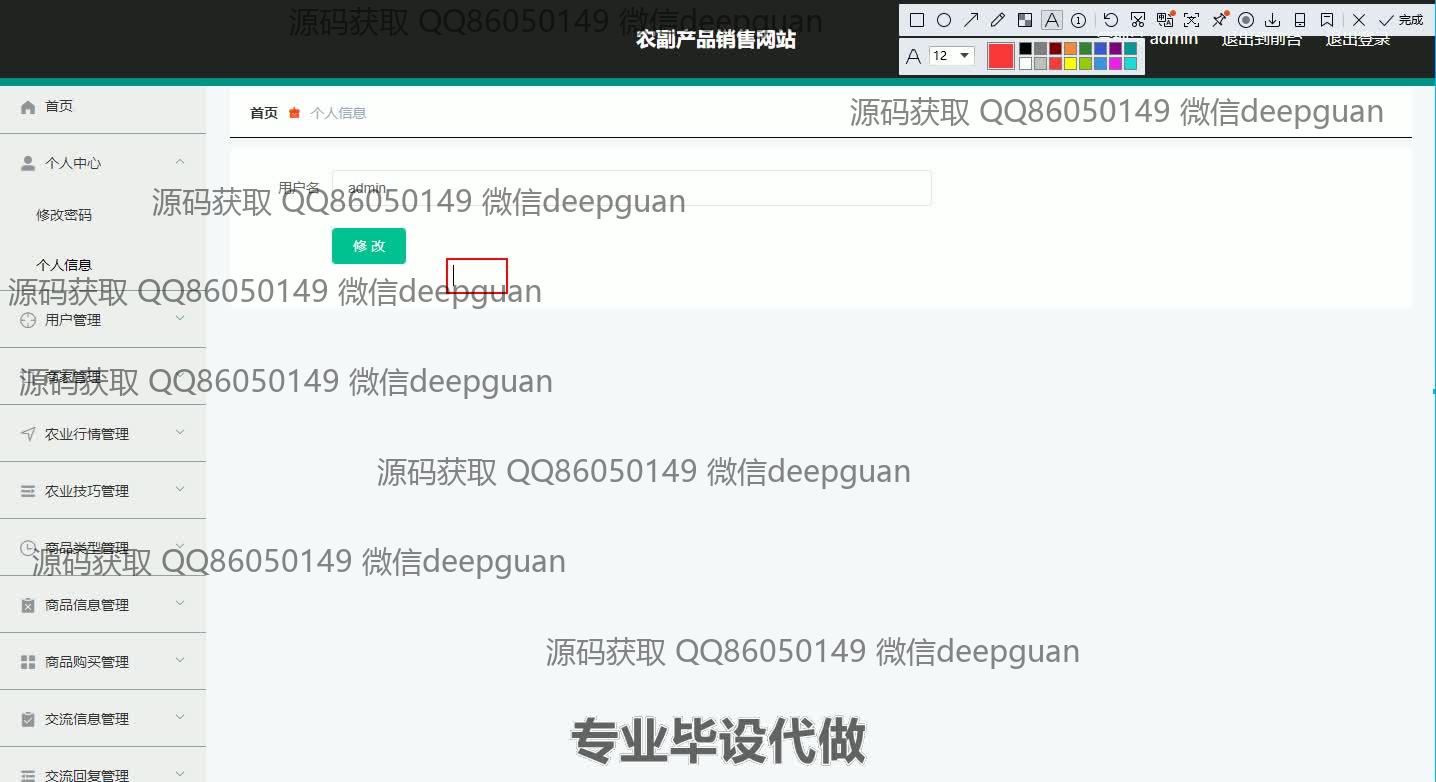 源码获取 QQ86050149 微信deepguan
农副产品销售网站
完成
admin 退出到前台 退出登录
12
首页
首页 个人信息
源码获取 QQ86050149 微信deepguan
个人中心
用户名 admin
源码获取 QQ86050149 微信deepguan
修改密码
修改
个人信息
源码获取 QQ86050149 微信deepguan
用户管理
商家管理
源码获取 QQ86050149 微信deepguan
农业行情管理
源码获取 QQ86050149 微信deepguan
农业技巧管理
商品类型管理
源码获取 QQ86050149 微信deepguan
商品信息管理
源码获取 QQ86050149 微信deepguan
商品购买管理
交流信息管理
专业毕设代做
交流回复管理